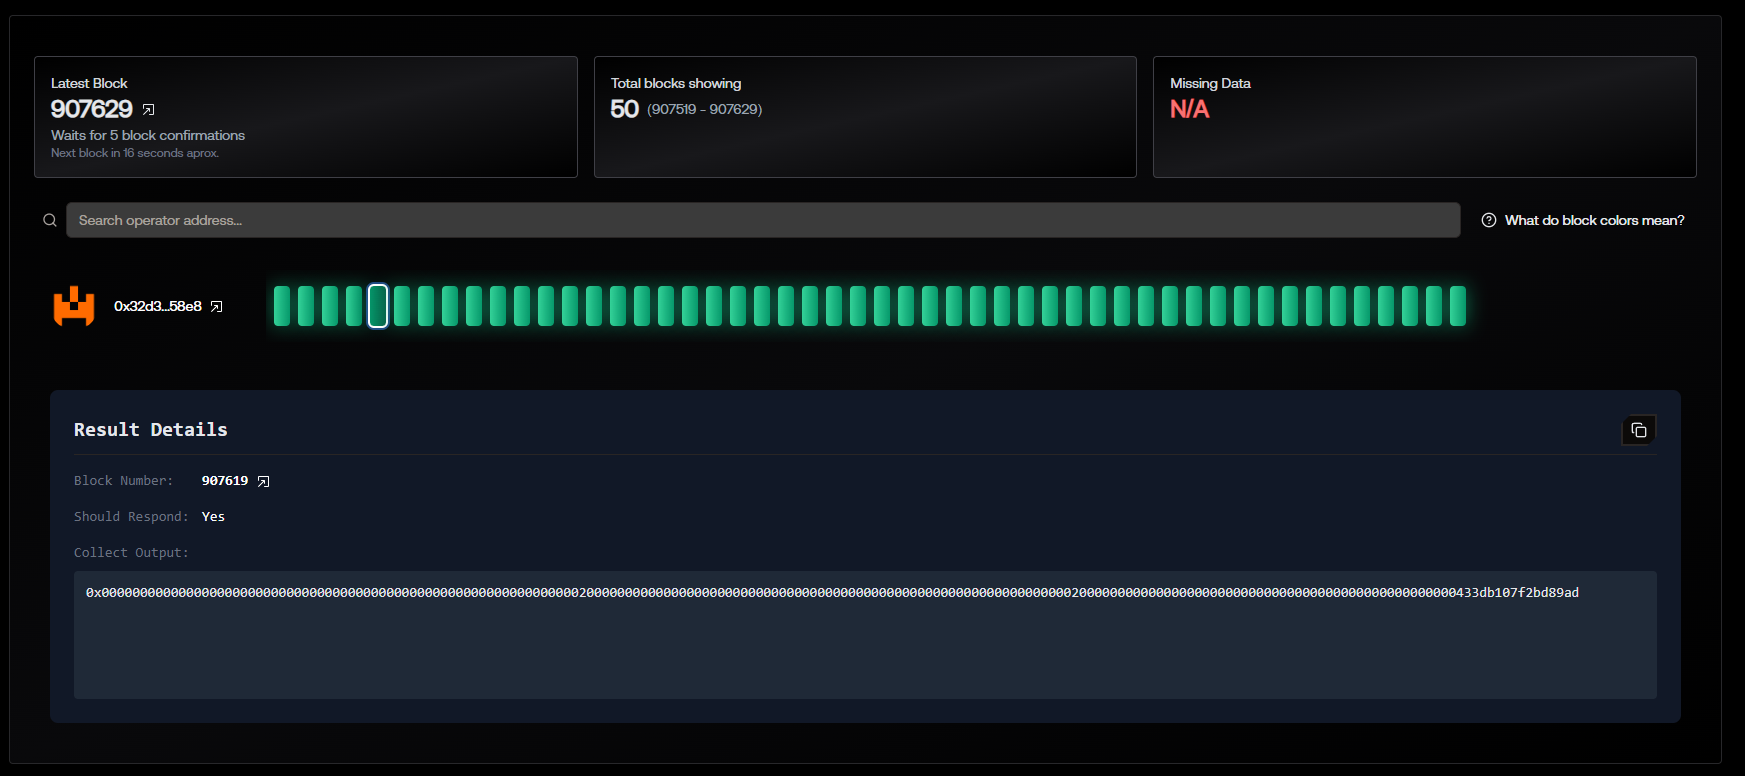 Latest Block
907629
Waits for 5 block confirmations
Next block in 16 seconds aprox.
Total blocks showing
50 (907519 - 907629)
Missing Data
N/A
Search operator address...
What do block colors mean?
0x32d3...58e8
Result Details
Block Number: 907619
Should Respond: Yes
Collect Output:
0x00000000000000000000000000000000000000000000000000000000000000200000000000000000000000000000000000000000000000000000000000000020000000000000000000000000000000000000000000000000433db107f2bd89ad